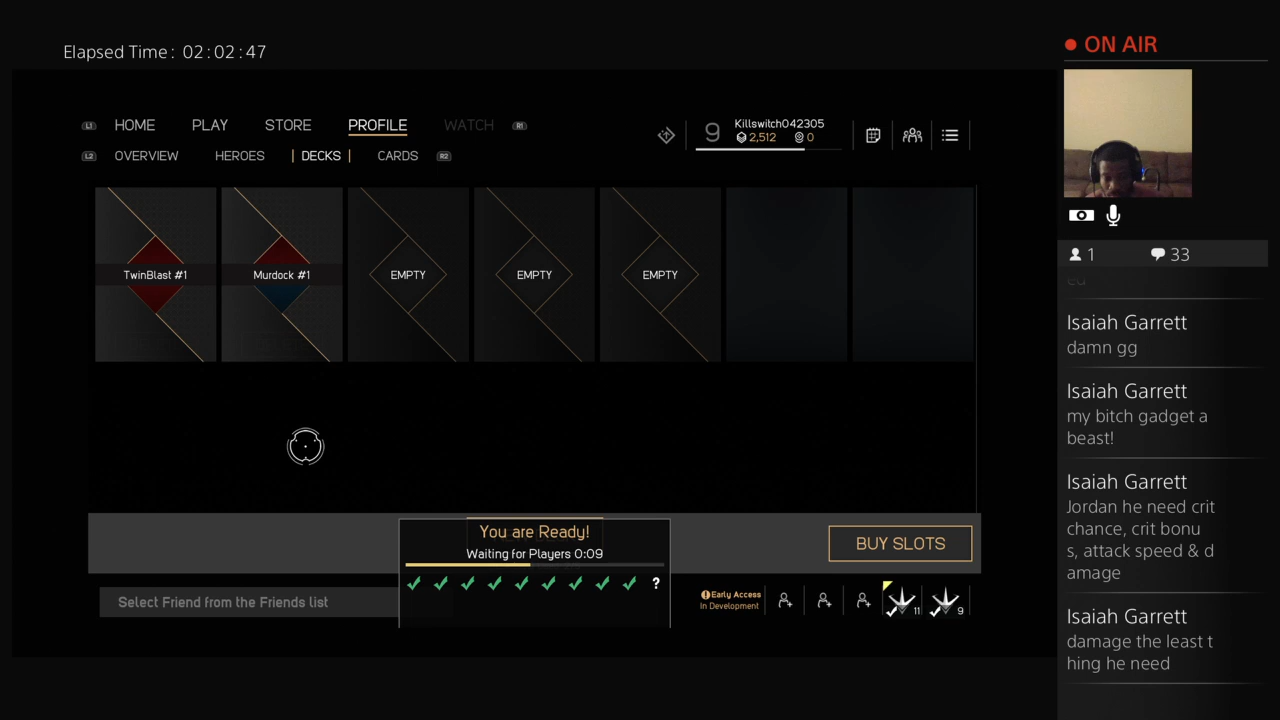 Elapsed Time: 02:02:47
ON AIR
L1 HOME PLAY STORE PROFILE WATCH R1
9 Killswitch042305
2,512 0
L2 OVERVIEW HEROES DECKS CARDS R2
TwinBlast #1
Murdock #1
EMPTY
EMPTY
EMPTY
1 33
Isaiah Garrett
damn gg
Isaiah Garrett
my bitch gadget a
beast!
Isaiah Garrett
Jordan he need crit
chance, crit bonu
s, attack speed & d
amage
Isaiah Garrett
damage the least t
hing he need
You are Ready!
Waiting for Players 0:09
?
BUY SLOTS
Select Friend from the Friends list
Early Access
In Development
11
9